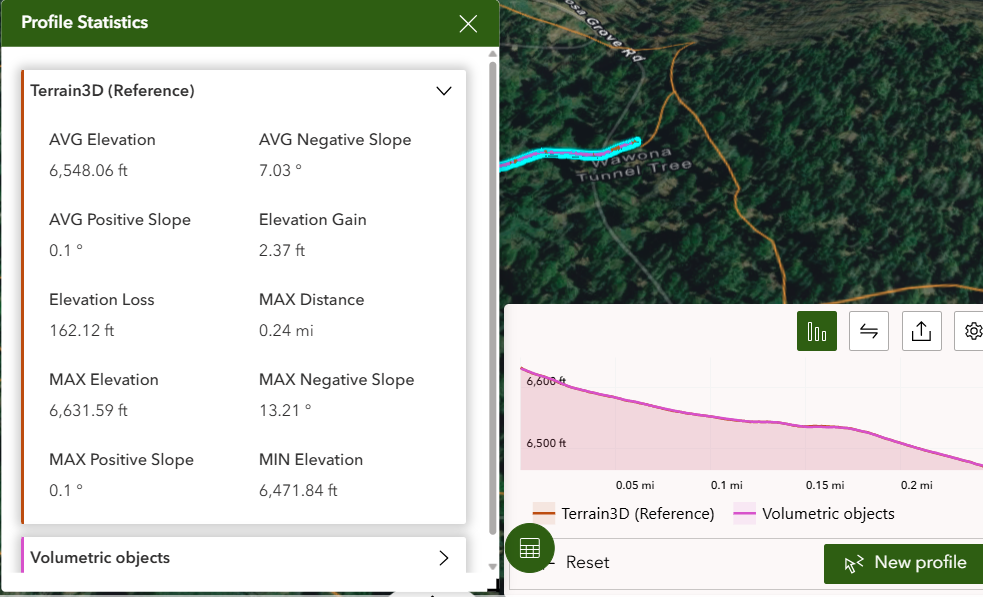 Profile Statistics
Terrain3D (Reference)
AVG Elevation
6,548.06 ft
AVG Negative Slope
7.03 °
AVG Positive Slope
0.1 °
Elevation Gain
2.37 ft
Elevation Loss
162.12 ft
MAX Distance
0.24 mi
MAX Elevation
6,631.59 ft
MAX Negative Slope
13.21 °
MAX Positive Slope
0.1 °
MIN Elevation
6,471.84 ft
Volumetric objects
Grove Rd
Wawona
Tunnel Tree
6,600 ft
6,500 ft
0.05 mi
0.1 mi
0.15 mi
0.2 mi
Terrain3D (Reference)
Volumetric objects
Reset
New profile